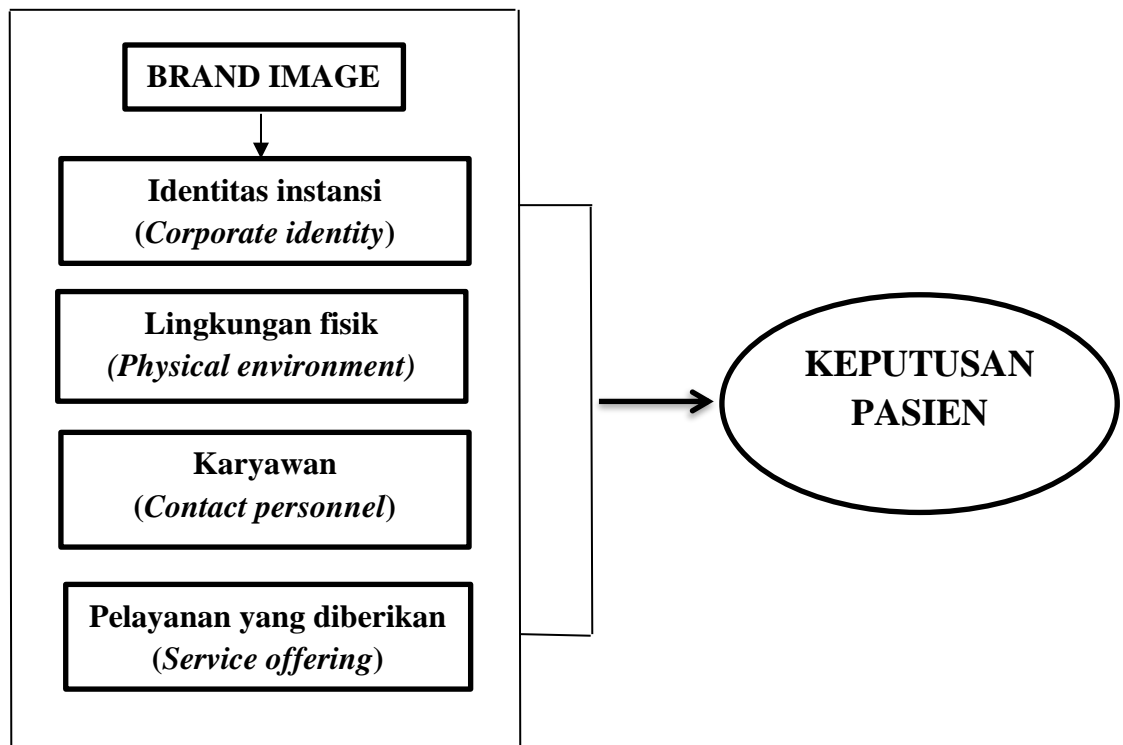 BRAND IMAGE
Identitas instansi
(Corporate identity)
Lingkungan fisik
(Physical environment)
Karyawan
(Contact personnel)
Pelayanan yang diberikan
(Service offering)
KEPUTUSAN
PASIEN